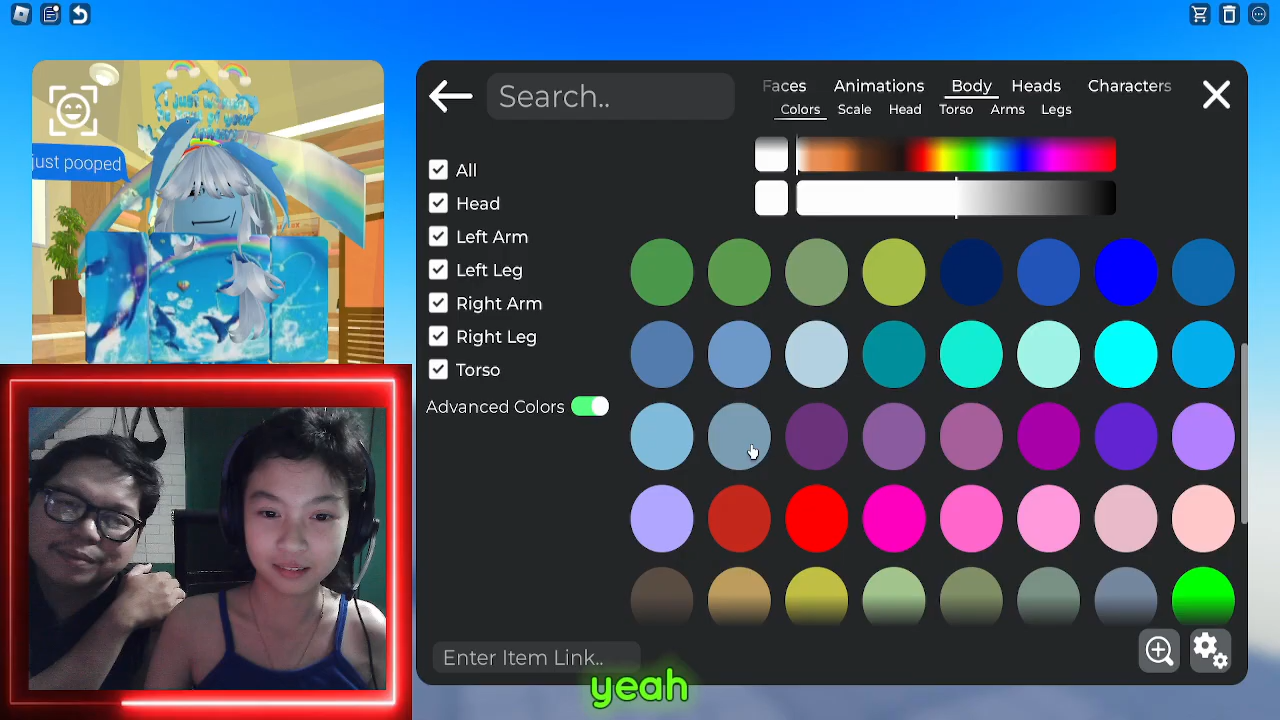 Faces Animations Body Heads Characters
Search..
Colors Scale Head Torso Arms Legs
I just
just pooped
All
Head
Left Arm
Left Leg
Right Arm
Right Leg
Torso
Advanced Colors
Enter Item Link..
yeah